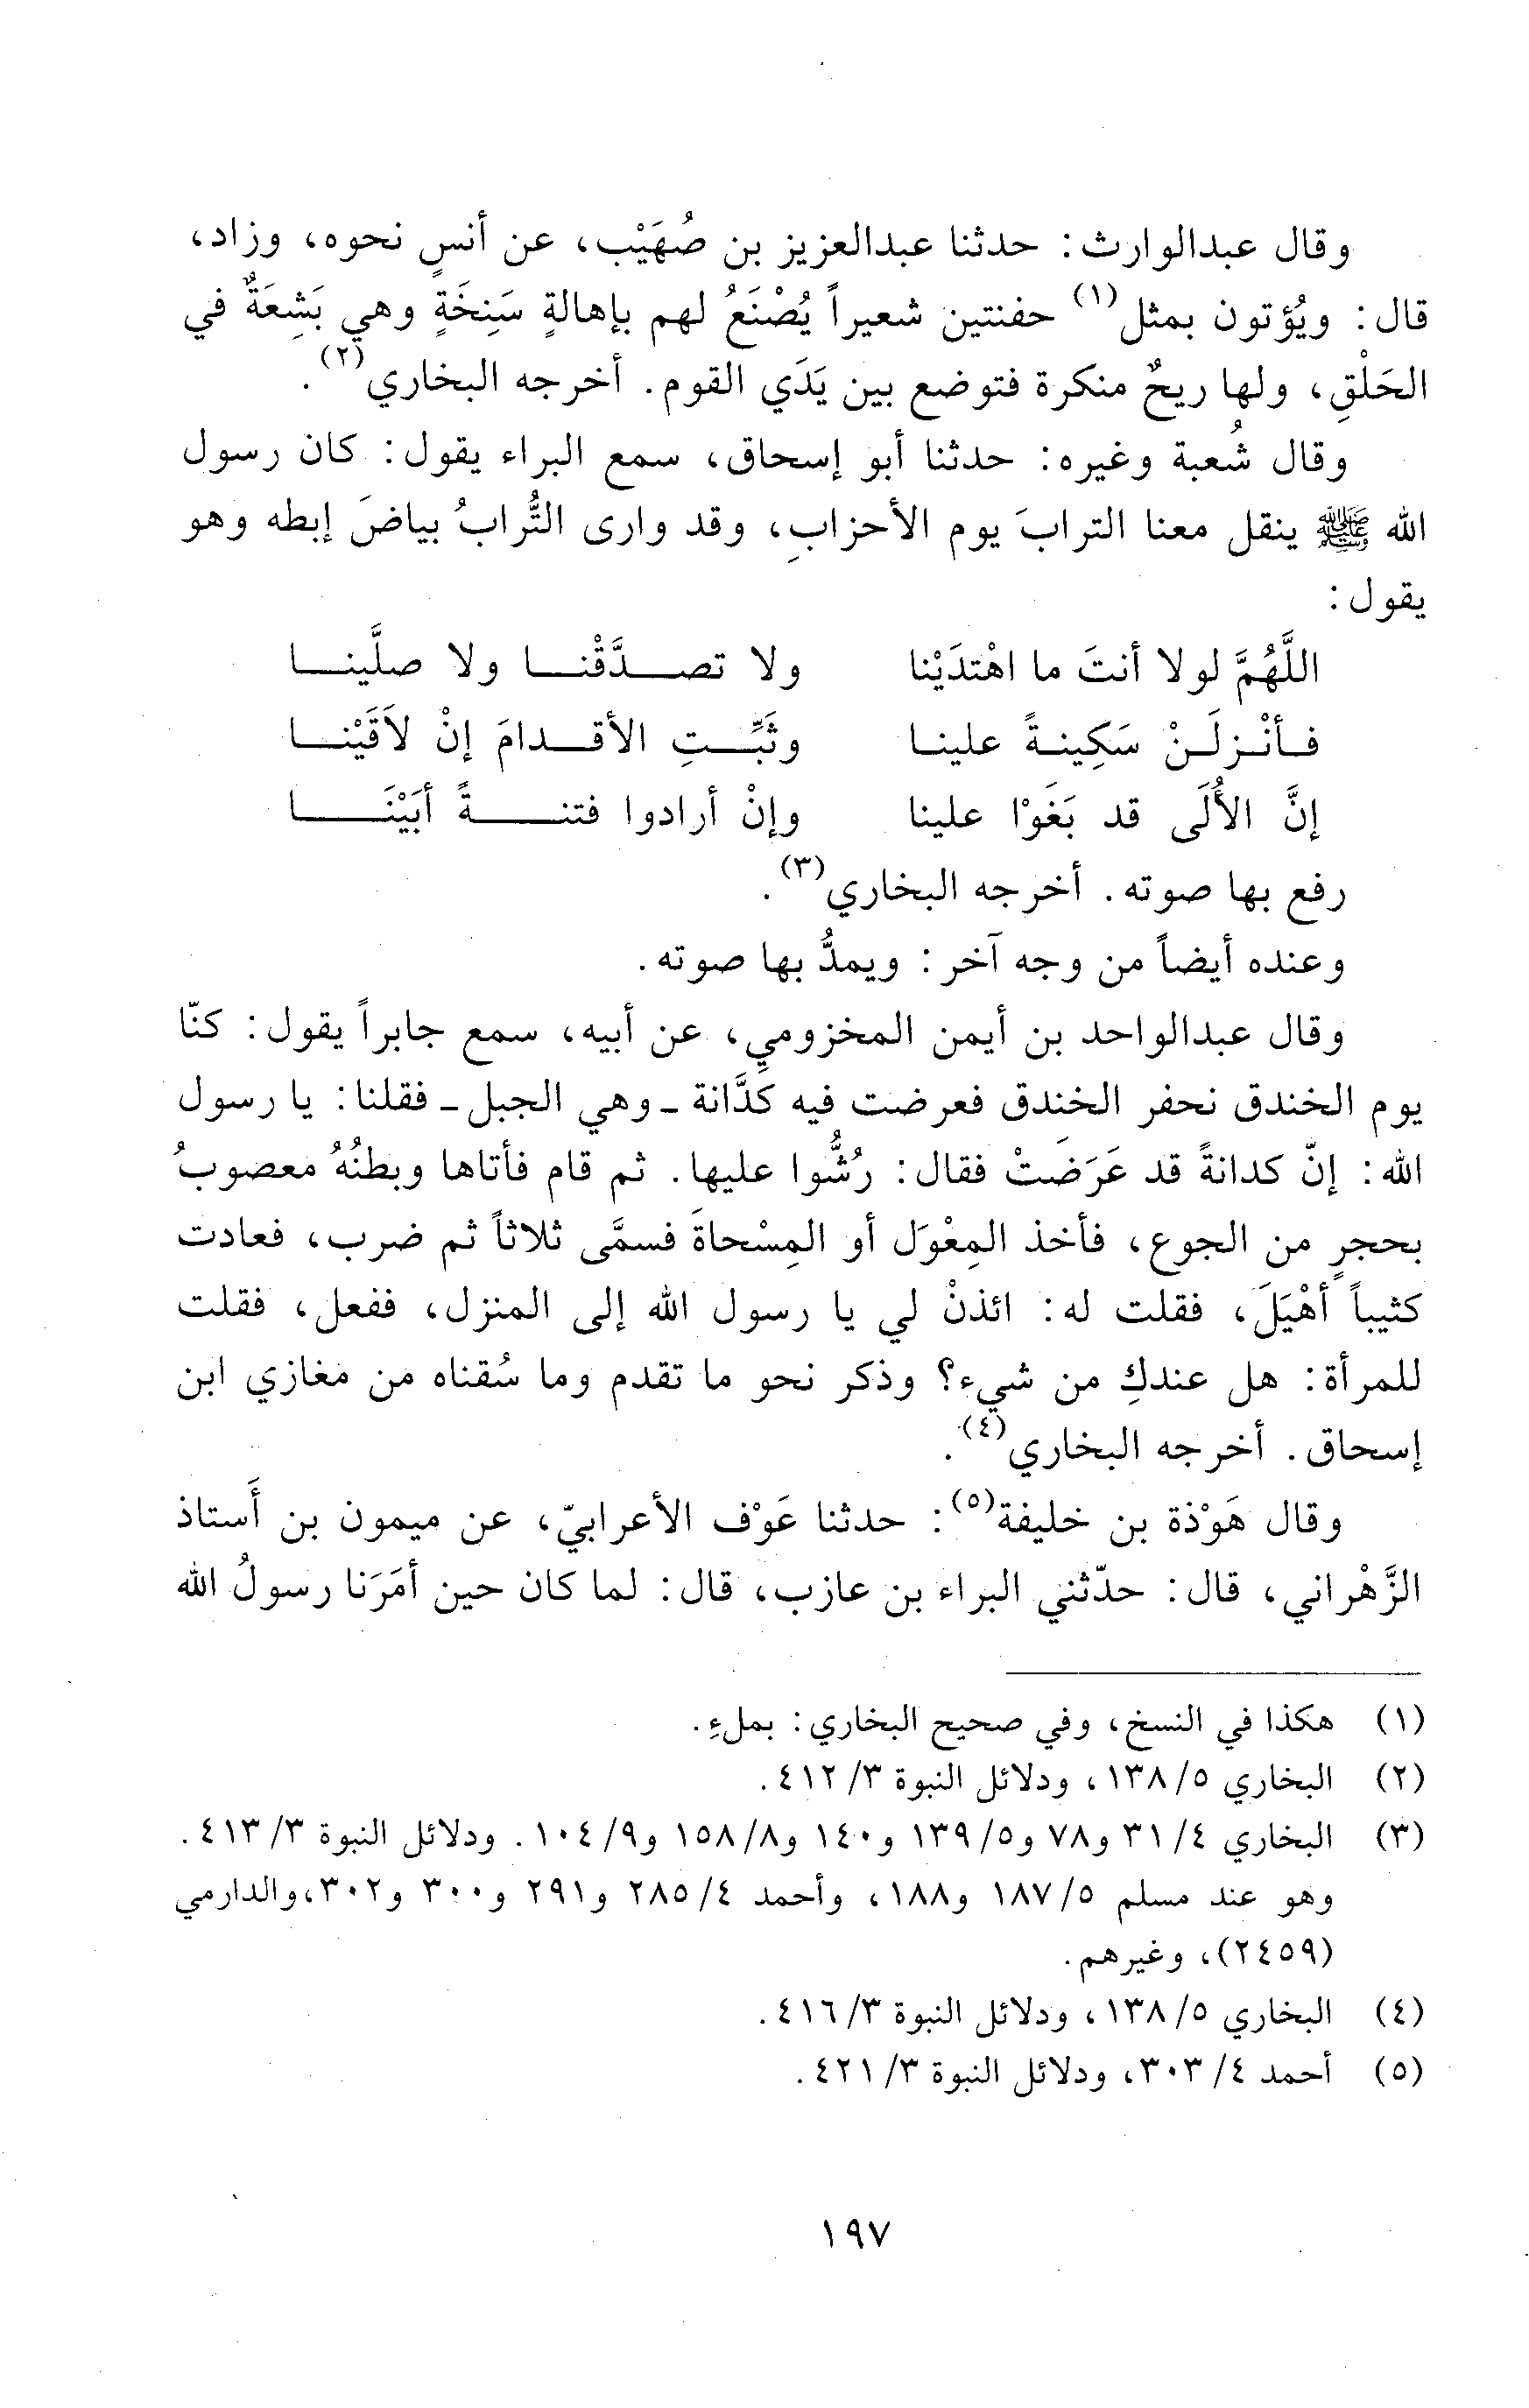 وقال عبدالوارث: حدثنا عبدالعزيز بن صُهَيْب، عن أنسٍ نحوه، وزاد،
قال: ويُؤتون بمثل(١) حفنتين شعيراً يُصْنَعُ لهم بإهالةٍ سَنِخَةٍ وهي بَشِعَةٌ في
الحَلْقِ، ولها ريحٌ منكرة فتوضع بين يَدَي القوم. أخرجه البخاري(٢).
وقال شُعبة وغيره: حدثنا أبو إسحاق، سمع البراء يقول: كان رسول
الله ﷺ ينقل معنا الترابَ يوم الأحزابِ، وقد وارى التُّرابُ بياضَ إبطه وهو
يقول:
اللَّهُمَّ لولا أنتَ ما اهْتدَيْنا ولا تصـدَّقْنـا ولا صلَّينـا
فـأنْـزلَـنْ سَكِينـةً علينـا وثَبِّـتِ الأقـدامَ إنْ لاَقَيْنـا
إنَّ الأُلَى قد بَغَوْا علينا وإنْ أرادوا فتنـةً أبَيْنَـا
رفع بها صوته. أخرجه البخاري(٣).
وعنده أيضاً من وجه آخر: ويمدُّ بها صوته.
وقال عبدالواحد بن أيمن المخزوميِ، عن أبيه، سمع جابراً يقول: كنّا
يوم الخندق نحفر الخندق فعرضت فيه كَدَّانة - وهي الجبل - فقلنا: يا رسول
الله: إنّ كدانةً قد عَرَضَتْ فقال: رُشُّوا عليها. ثم قام فأتاها وبطنُهُ معصوبُ
بحجرٍ من الجوع، فأخذ المِعْوَل أو المِسْحاةَ فسمَّى ثلاثاً ثم ضرب، فعادت
كثيباً أهْيَلَ، فقلت له: ائذنْ لي يا رسول الله إلى المنزل، ففعل، فقلت
للمرأة: هل عندكِ من شيء؟ وذكر نحو ما تقدم وما سُقناه من مغازي ابن
إسحاق. أخرجه البخاري(٤).
وقال هَوْذة بن خليفة(٥): حدثنا عَوْف الأعرابيّ، عن ميمون بن أَستاذ
الزَّهْراني، قال: حدّثني البراء بن عازب، قال: لما كان حين أمَرَنا رسولُ الله
(١) هكذا في النسخ، وفي صحيح البخاري: بملءِ.
(٢) البخاري ٥/ ١٣٨، ودلائل النبوة ٣/ ٤١٢.
(٣) البخاري ٤/ ٣١ و٧٨ و٥/ ١٣٩ و١٤٠ و٨/ ١٥٨ و٩/ ١٠٤. ودلائل النبوة ٣/ ٤١٣.
وهو عند مسلم ٥/ ١٨٧ و١٨٨، وأحمد ٤/ ٢٨٥ و٢٩١ و٣٠٠ و٣٠٢، والدارمي
(٢٤٥٩)، وغيرهم.
(٤) البخاري ٥/ ١٣٨، ودلائل النبوة ٣/ ٤١٦.
(٥) أحمد ٤/ ٣٠٣، ودلائل النبوة ٣/ ٤٢١.
١٩٧